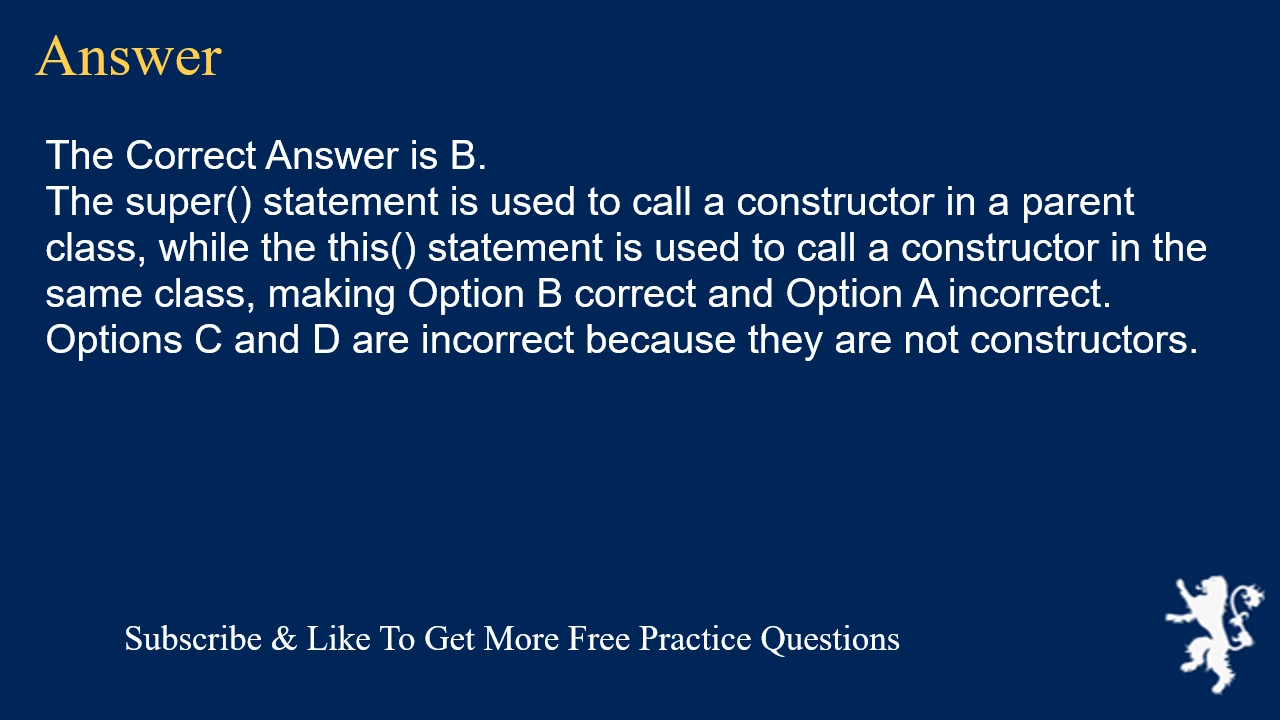 Answer
The Correct Answer is B.
The super() statement is used to call a constructor in a parent
class, while the this() statement is used to call a constructor in the
same class, making Option B correct and Option A incorrect.
Options C and D are incorrect because they are not constructors.
Subscribe & Like To Get More Free Practice Questions